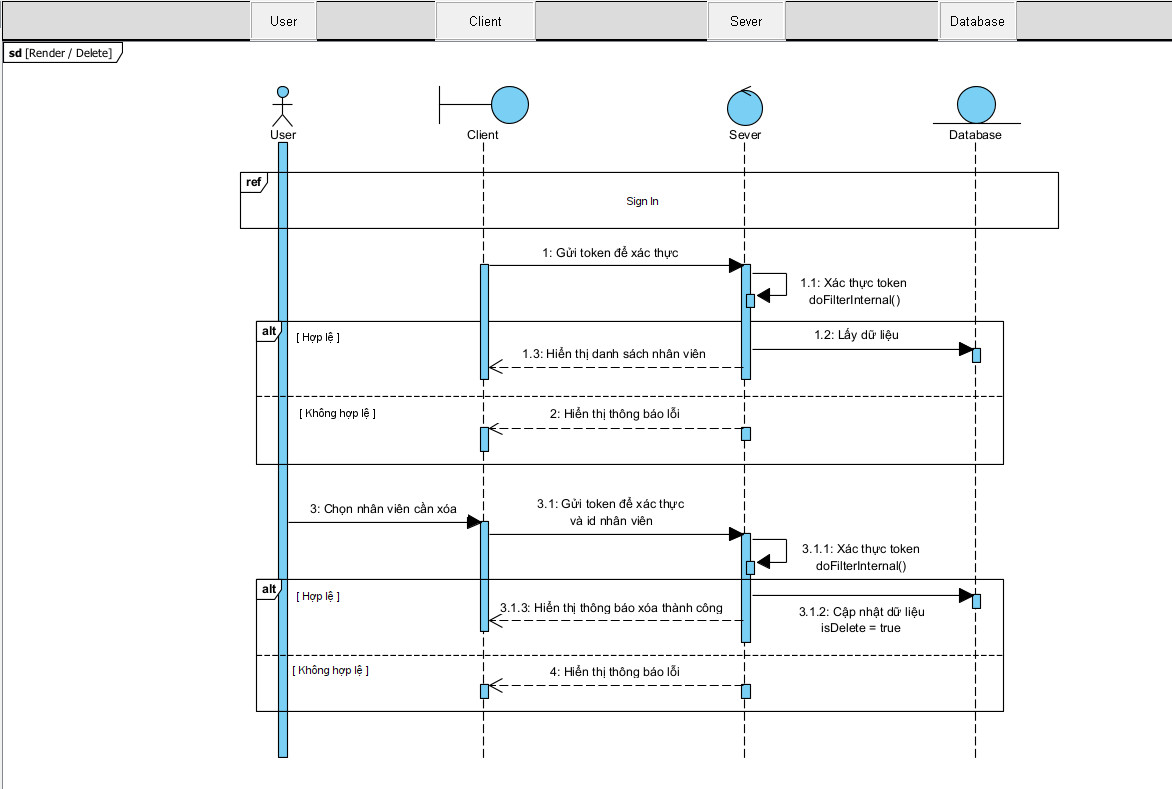 User
Client
Sever
Database
sd [Render / Delete]
User
Client
Sever
Database
ref
Sign In
1: Gửi token để xác thực
1.1: Xác thực token
doFilterInternal()
alt
[ Hợp lệ ]
1.2: Lấy dữ liệu
1.3: Hiển thị danh sách nhân viên
[ Không hợp lệ ]
2: Hiển thị thông báo lỗi
3: Chọn nhân viên cần xóa
3.1: Gửi token để xác thực
và id nhân viên
3.1.1: Xác thực token
doFilterInternal()
alt
[ Hợp lệ ]
3.1.3: Hiển thị thông báo xóa thành công
3.1.2: Cập nhật dữ liệu
isDelete = true
[ Không hợp lệ ]
4: Hiển thị thông báo lỗi